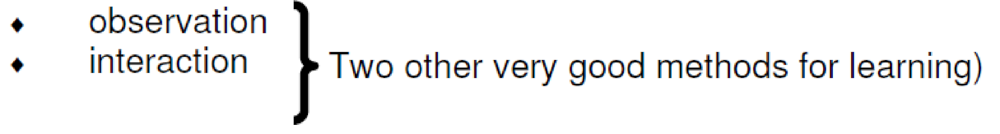 ♦ observation
♦ interaction
Two other very good methods for learning)